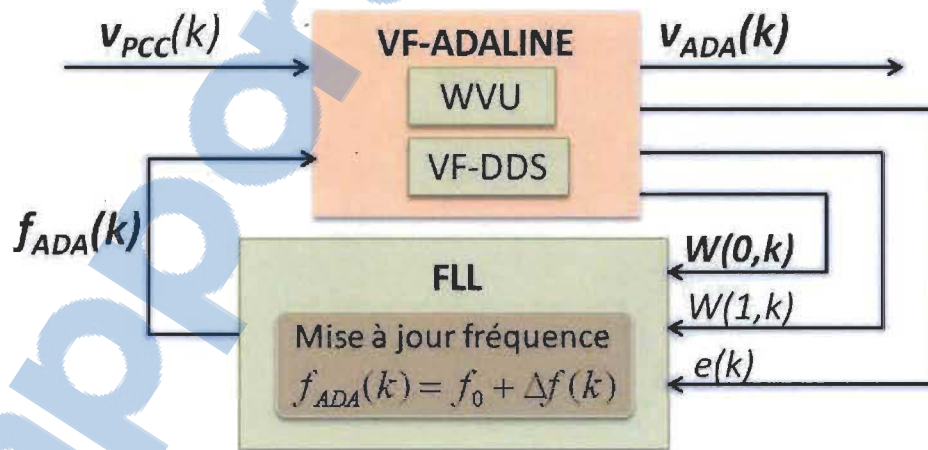 v_PCC(k)
VF-ADALINE
v_ADA(k)
WVU
VF-DDS
f_ADA(k)
W(0,k)
FLL
W(1,k)
Mise à jour fréquence
e(k)
f_ADA(k) = f_0 + Δf(k)